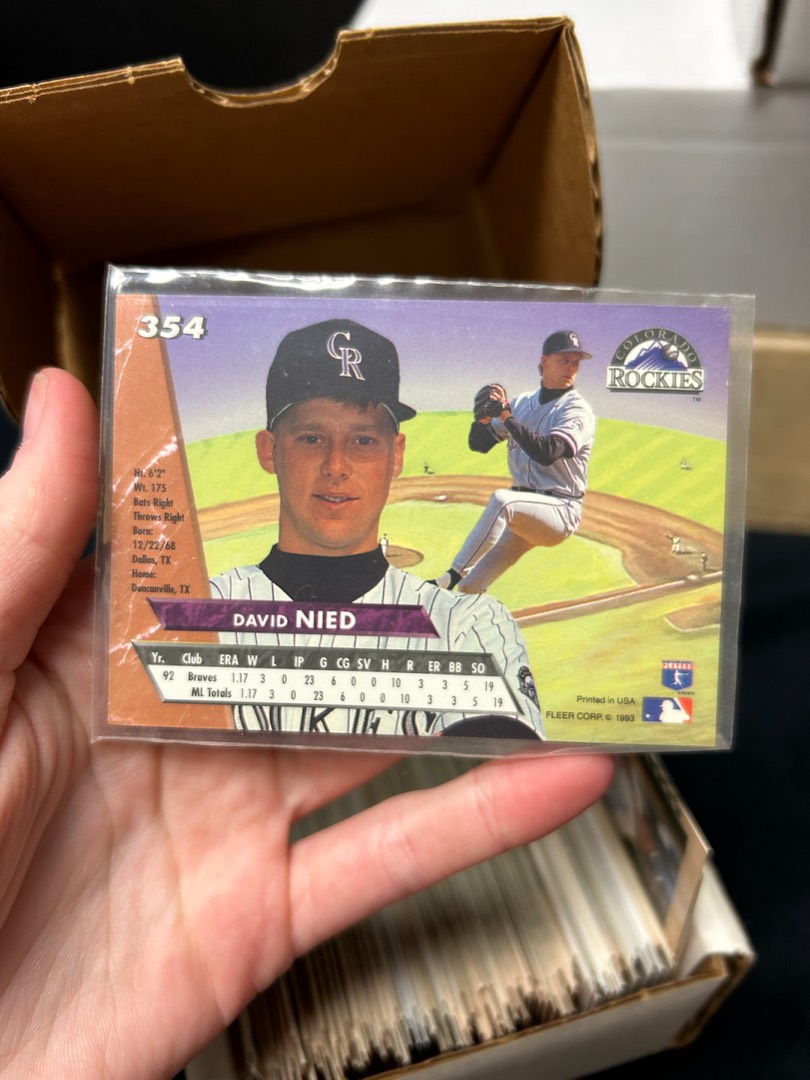 354
COLORADO
ROCKIES
TM
CR
Ht. 6'2"
Wt. 175
Bats Right
Throws Right
Born:
12/22/68
Dallas, TX
Home:
Duncanville, TX
DAVID NIED
Yr. Club ERA W L IP G CG SV H R ER BB SO
92 Braves 1.17 3 0 23 6 0 0 10 3 3 5 19
ML Totals 1.17 3 0 23 6 0 0 10 3 3 5 19
PLAYERS
Printed in USA
FLEER CORP. © 1993